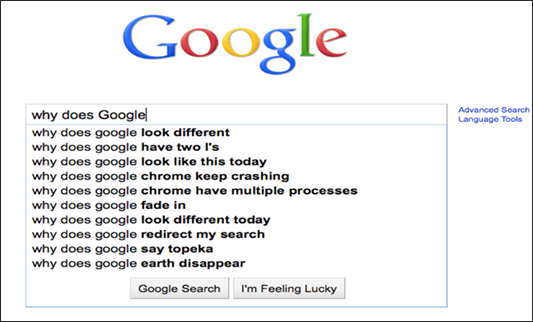 Google
why does Google
Advanced Search
Language Tools
why does google look different
why does google have two l's
why does google look like this today
why does google chrome keep crashing
why does google chrome have multiple processes
why does google fade in
why does google look different today
why does google redirect my search
why does google say topeka
why does google earth disappear
Google Search
I'm Feeling Lucky